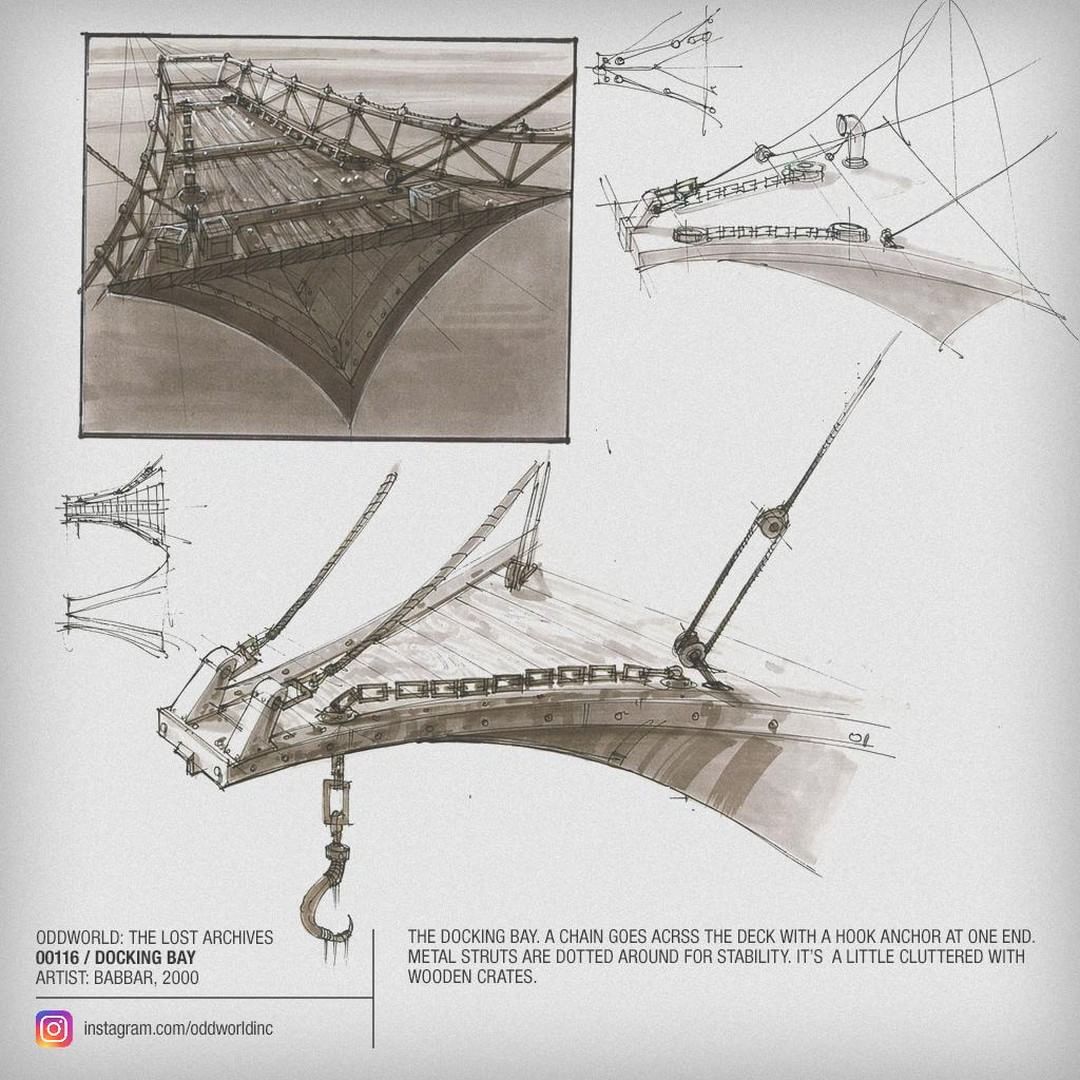 ODDWORLD: THE LOST ARCHIVES
00116 / DOCKING BAY
ARTIST: BABBAR, 2000
instagram.com/oddworldinc
THE DOCKING BAY. A CHAIN GOES ACRSS THE DECK WITH A HOOK ANCHOR AT ONE END.
METAL STRUTS ARE DOTTED AROUND FOR STABILITY. IT'S A LITTLE CLUTTERED WITH
WOODEN CRATES.